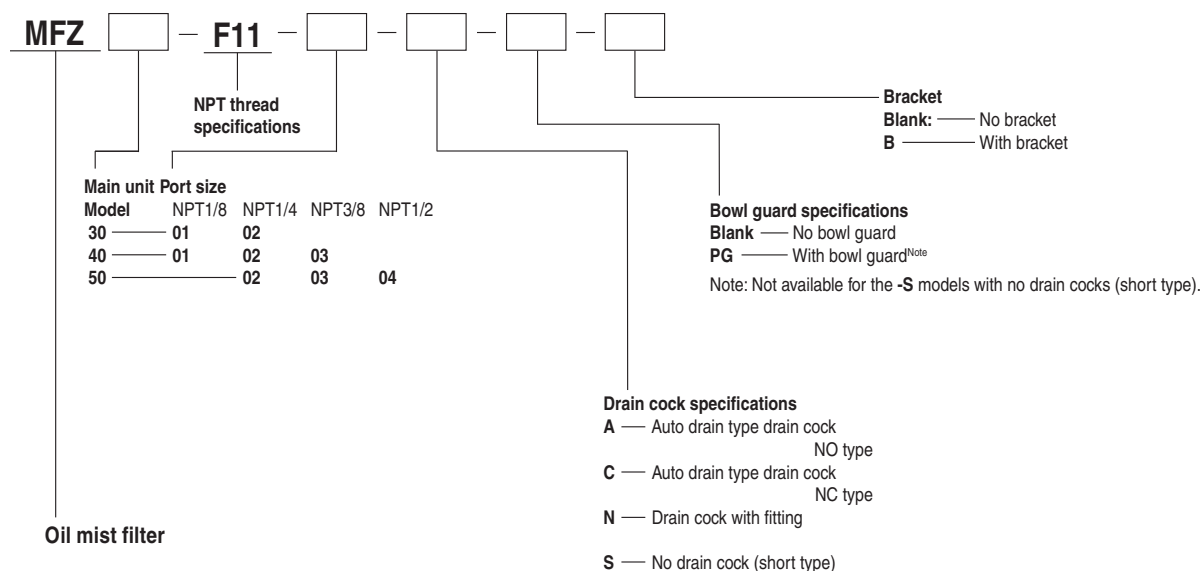 MFZ – F11 – – – –
NPT thread
specifications
Main unit Port size
Model NPT1/8 NPT1/4 NPT3/8 NPT1/2
30 01 02
40 01 02 03
50 02 03 04
Oil mist filter
Bracket
Blank: No bracket
B With bracket
Bowl guard specifications
Blank No bowl guard
PG With bowl guardNote
Note: Not available for the -S models with no drain cocks (short type).
Drain cock specifications
A Auto drain type drain cock
NO type
C Auto drain type drain cock
NC type
N Drain cock with fitting
S No drain cock (short type)